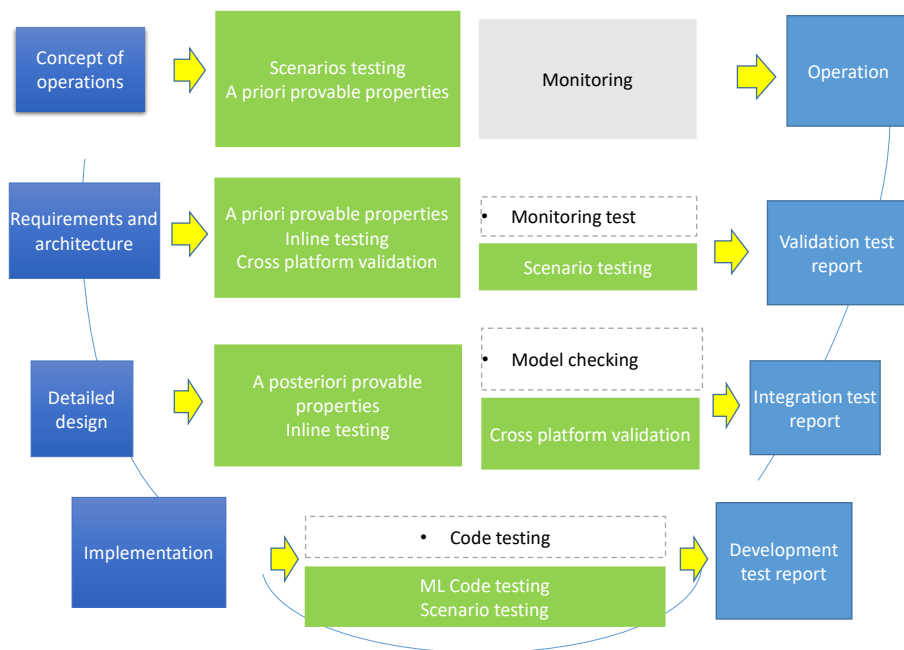 Concept of
operations
Scenarios testing
A priori provable properties
Monitoring
Operation
Requirements and
architecture
A priori provable properties
Inline testing
Cross platform validation
• Monitoring test
Scenario testing
Validation test
report
Detailed
design
A posteriori provable
properties
Inline testing
• Model checking
Cross platform validation
Integration test
report
Implementation
• Code testing
ML Code testing
Scenario testing
Development
test report